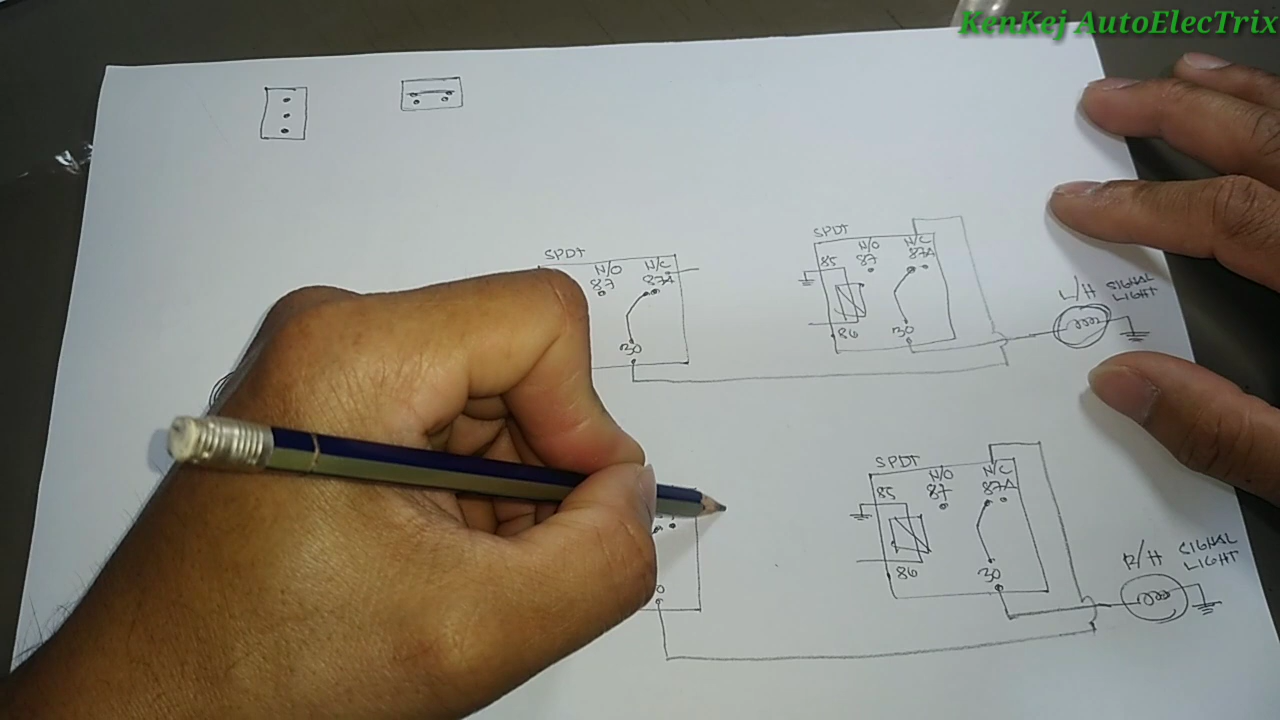 KenKej AutoElecTrix
SPDT
N/O
87
N/C
87A
30
SPDT
85
N/O
87
N/C
87A
86
30
L/H
SIGNAL
LIGHT
SPDT
85
N/O
87
N/C
87A
86
30
R/H
SIGNAL
LIGHT